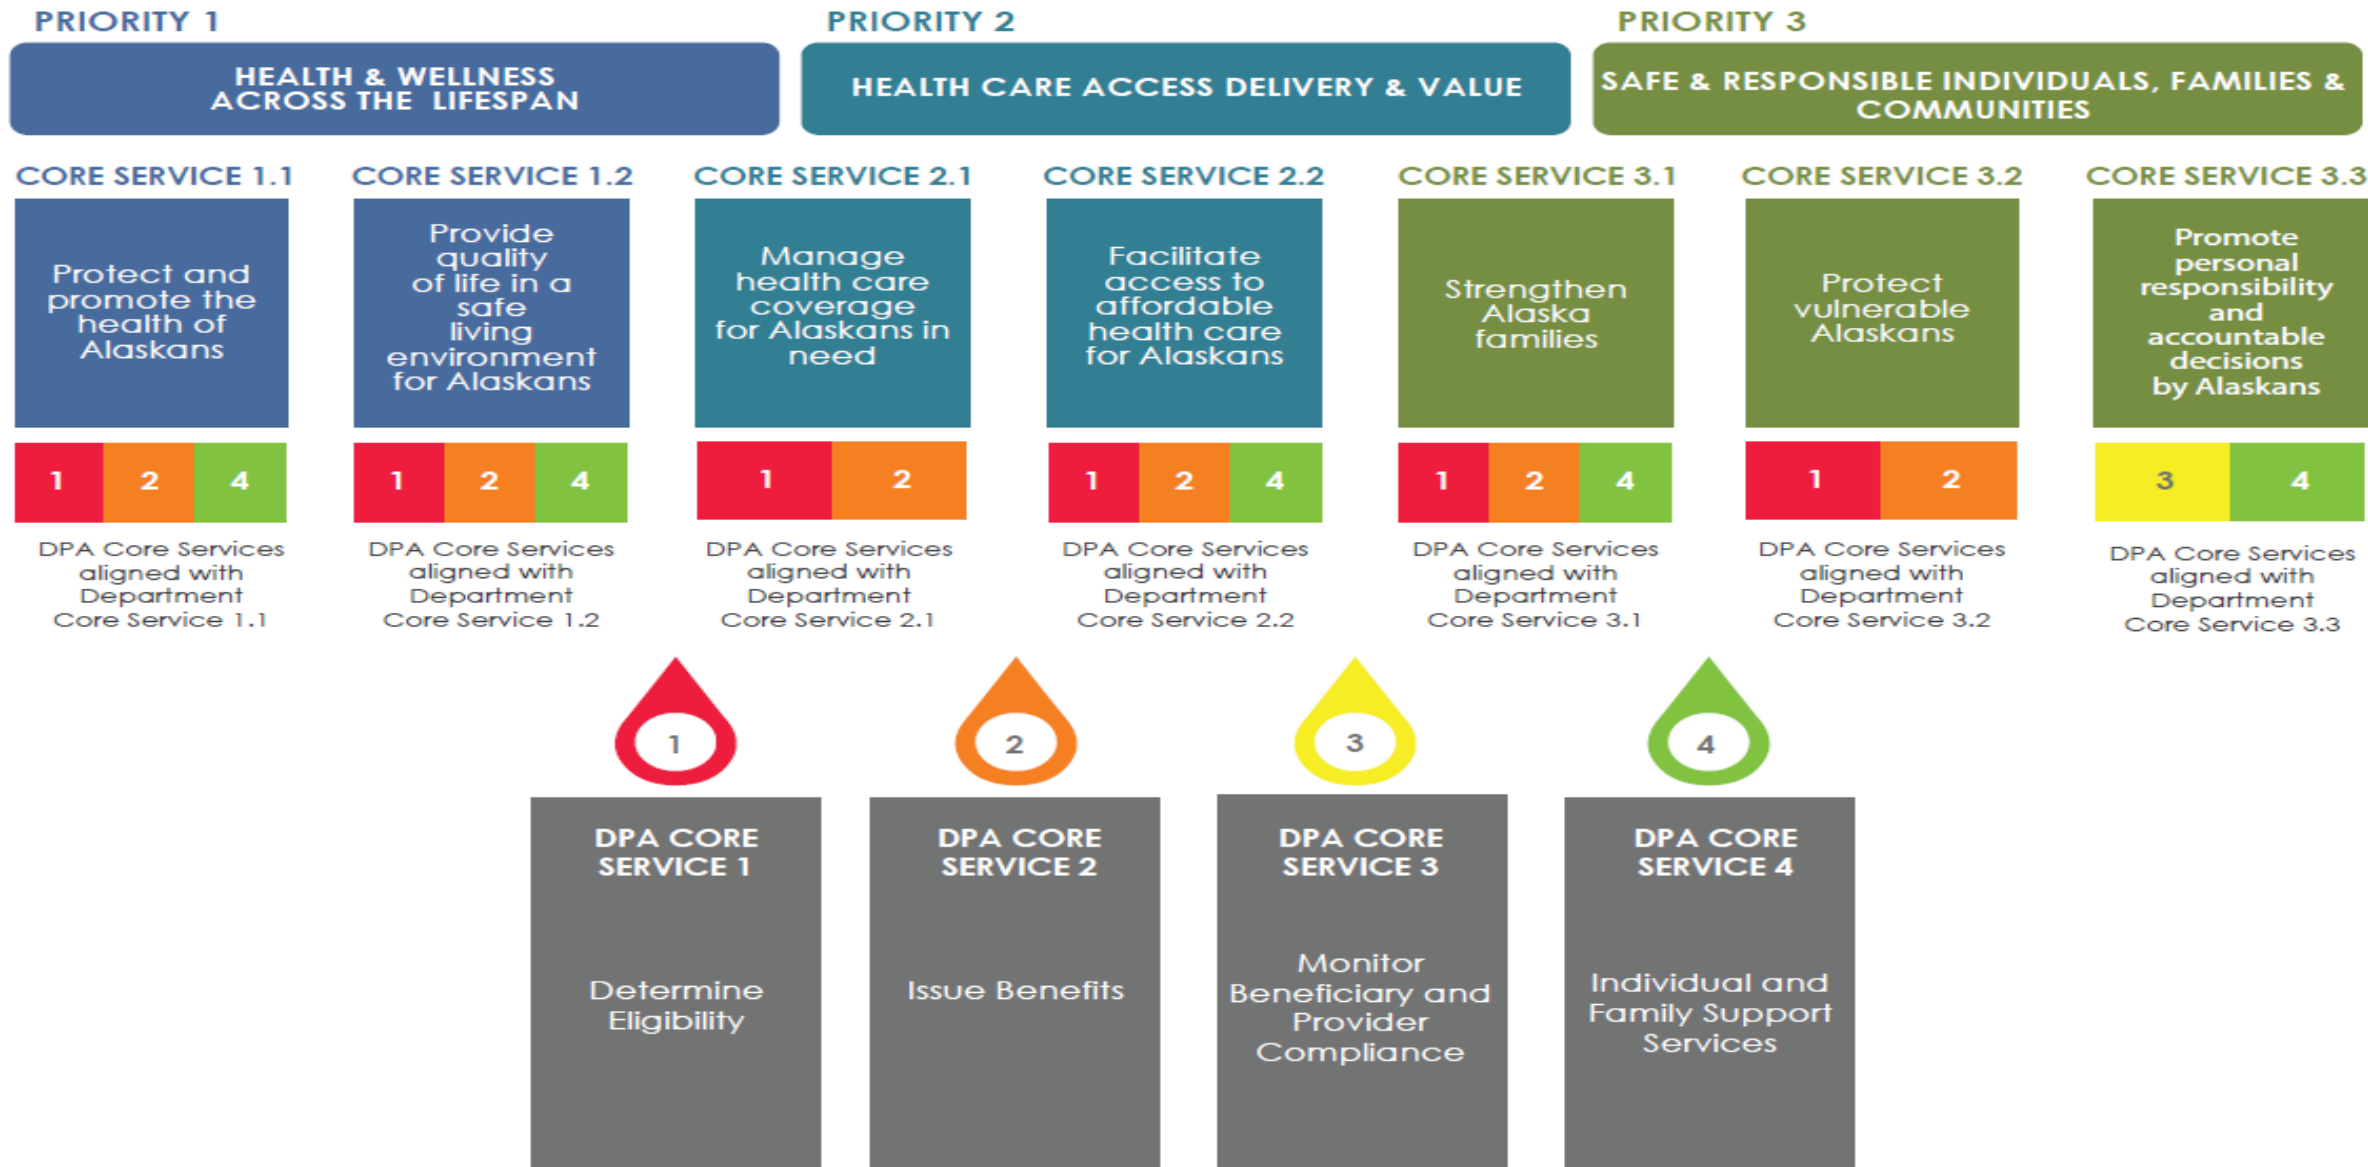 PRIORITY 1
PRIORITY 2
PRIORITY 3
HEALTH & WELLNESS
ACROSS THE LIFESPAN
HEALTH CARE ACCESS DELIVERY & VALUE
SAFE & RESPONSIBLE INDIVIDUALS, FAMILIES &
COMMUNITIES
CORE SERVICE 1.1
Protect and
promote the
health of
Alaskans
1 2 4
DPA Core Services
aligned with
Department
Core Service 1.1
CORE SERVICE 1.2
Provide
quality
of life in a
safe
living
environment
for Alaskans
1 2 4
DPA Core Services
aligned with
Department
Core Service 1.2
CORE SERVICE 2.1
Manage
health care
coverage
for Alaskans in
need
1 2
DPA Core Services
aligned with
Department
Core Service 2.1
CORE SERVICE 2.2
Facilitate
access to
affordable
health care
for Alaskans
1 2 4
DPA Core Services
aligned with
Department
Core Service 2.2
CORE SERVICE 3.1
Strengthen
Alaska
families
1 2 4
DPA Core Services
aligned with
Department
Core Service 3.1
CORE SERVICE 3.2
Protect
vulnerable
Alaskans
1 2
DPA Core Services
aligned with
Department
Core Service 3.2
CORE SERVICE 3.3
Promote
personal
responsibility
and
accountable
decisions
by Alaskans
3 4
DPA Core Services
aligned with
Department
Core Service 3.3
1
DPA CORE
SERVICE 1
Determine
Eligibility
2
DPA CORE
SERVICE 2
Issue Benefits
3
DPA CORE
SERVICE 3
Monitor
Beneficiary and
Provider
Compliance
4
DPA CORE
SERVICE 4
Individual and
Family Support
Services